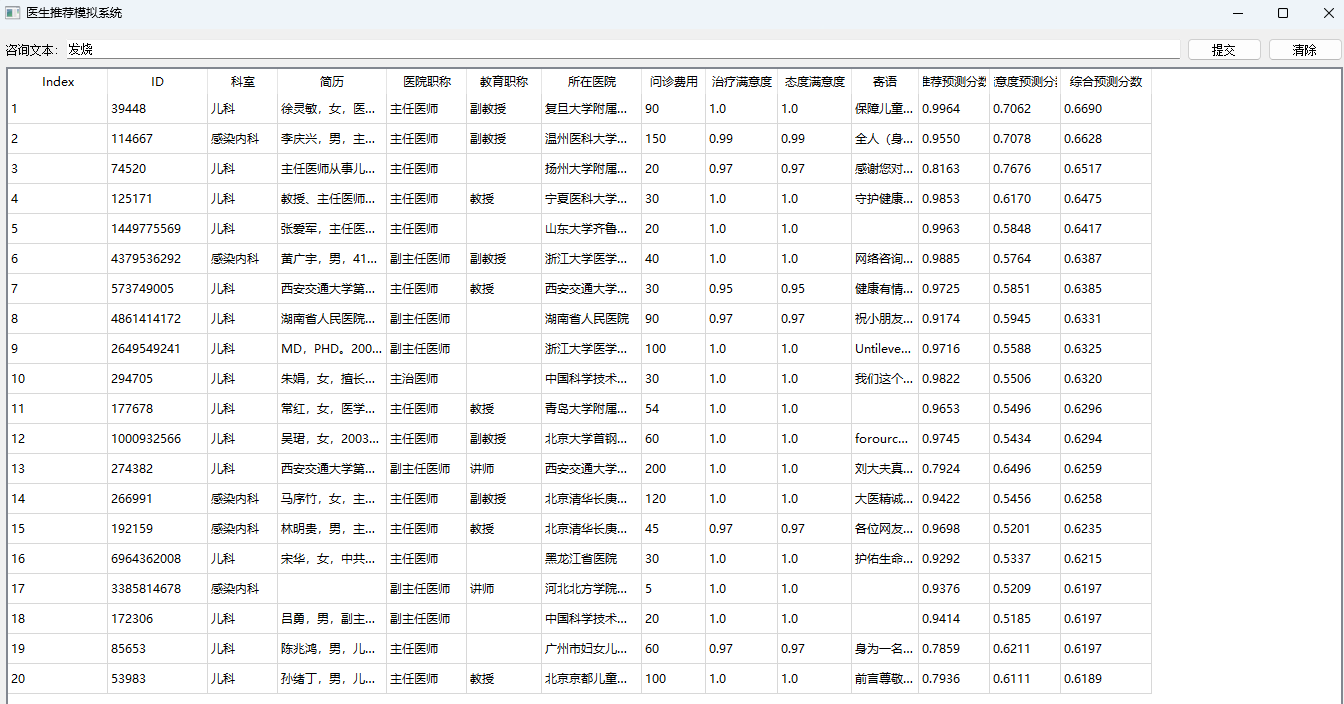 医生推荐模拟系统
咨询文本： 发烧 提交 清除
Index ID 科室 简历 医院职称 教育职称 所在医院 问诊费用 治疗满意度 态度满意度 寄语 推荐预测分数 意度预测分 综合预测分数
1 39448 儿科 徐灵敏，女，医... 主任医师 副教授 复旦大学附属... 90 1.0 1.0 保障儿童... 0.9964 0.7062 0.6690
2 114667 感染内科 李庆兴，男，主... 主任医师 副教授 温州医科大学... 150 0.99 0.99 全人（身... 0.9550 0.7078 0.6628
3 74520 儿科 主任医师从事儿... 主任医师 扬州大学附属... 20 0.97 0.97 感谢您对... 0.8163 0.7676 0.6517
4 125171 儿科 教授、主任医师... 主任医师 教授 宁夏医科大学... 30 1.0 1.0 守护健康... 0.9853 0.6170 0.6475
5 1449775569 儿科 张爱军，主任医... 主任医师 山东大学齐鲁... 20 1.0 1.0 0.9963 0.5848 0.6417
6 4379536292 感染内科 黄广宇，男，41... 副主任医师 副教授 浙江大学医学... 40 1.0 1.0 网络咨询... 0.9885 0.5764 0.6387
7 573749005 儿科 西安交通大学第... 主任医师 教授 西安交通大学... 30 0.95 0.95 健康有情... 0.9725 0.5851 0.6385
8 4861414172 儿科 湖南省人民医院... 副主任医师 湖南省人民医院 90 0.97 0.97 祝小朋友... 0.9174 0.5945 0.6331
9 2649549241 儿科 MD，PHD。200... 副主任医师 浙江大学医学... 100 1.0 1.0 Untileve... 0.9716 0.5588 0.6325
10 294705 儿科 朱娟，女，擅长... 主治医师 中国科学技术... 30 1.0 1.0 我们这个... 0.9822 0.5506 0.6320
11 177678 儿科 常红，女，医学... 主任医师 教授 青岛大学附属... 54 1.0 1.0 0.9653 0.5496 0.6296
12 1000932566 儿科 吴珺，女，2003... 主任医师 副教授 北京大学首钢... 60 1.0 1.0 forourc... 0.9745 0.5434 0.6294
13 274382 儿科 西安交通大学第... 副主任医师 讲师 西安交通大学... 200 1.0 1.0 刘大夫真... 0.7924 0.6496 0.6259
14 266991 感染内科 马序竹，女，主... 主任医师 副教授 北京清华长庚... 120 1.0 1.0 大医精诚... 0.9422 0.5456 0.6258
15 192159 感染内科 林明贵，男，主... 主任医师 教授 北京清华长庚... 45 0.97 0.97 各位网友... 0.9698 0.5201 0.6235
16 6964362008 儿科 宋华，女，中共... 主任医师 黑龙江省医院 30 1.0 1.0 护佑生命... 0.9292 0.5337 0.6215
17 3385814678 感染内科 副主任医师 讲师 河北北方学院... 5 1.0 1.0 0.9376 0.5209 0.6197
18 172306 儿科 吕勇，男，副主... 副主任医师 中国科学技术... 20 1.0 1.0 0.9414 0.5185 0.6197
19 85653 儿科 陈兆鸿，男，儿... 主任医师 广州市妇女儿... 60 0.97 0.97 身为一名... 0.7859 0.6211 0.6197
20 53983 儿科 孙绪丁，男，儿... 主任医师 教授 北京京都儿童... 100 1.0 1.0 前言尊敬... 0.7936 0.6111 0.6189